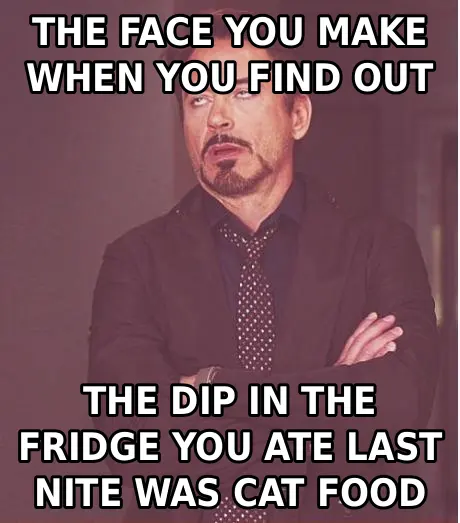 THE FACE YOU MAKE
WHEN YOU FIND OUT
THE DIP IN THE
FRIDGE YOU ATE LAST
NITE WAS CAT FOOD